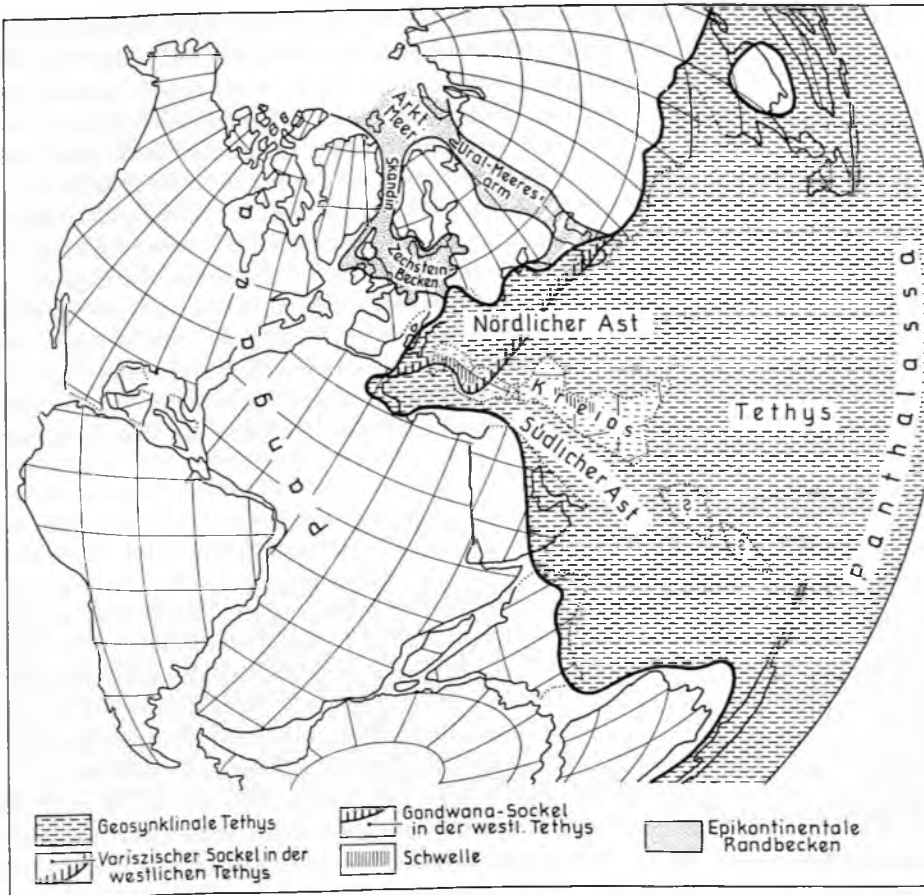 Arkt.
Meer
Skandik
Ural-Meeres-
arm
Zechstein-
Becken
Pangaea
Nördlicher Ast
Kreios
Südlicher Ast
Tethys
Panthalassa
?
Geosynklinale Tethys
Variszischer Sockel in der
westlichen Tethys
Gondwana-Sockel
in der westl. Tethys
Schwelle
Epikontinentale
Randbecken